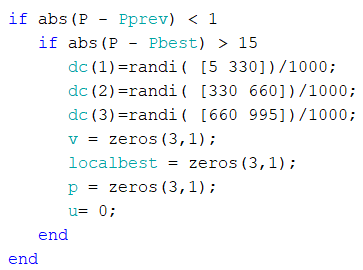 if abs(P - Pprev) < 1
if abs(P - Pbest) > 15
dc(1)=randi( [5 330])/1000;
dc(2)=randi( [330 660])/1000;
dc(3)=randi( [660 995])/1000;
v = zeros(3,1);
localbest = zeros(3,1);
p = zeros(3,1);
u= 0;
end
end